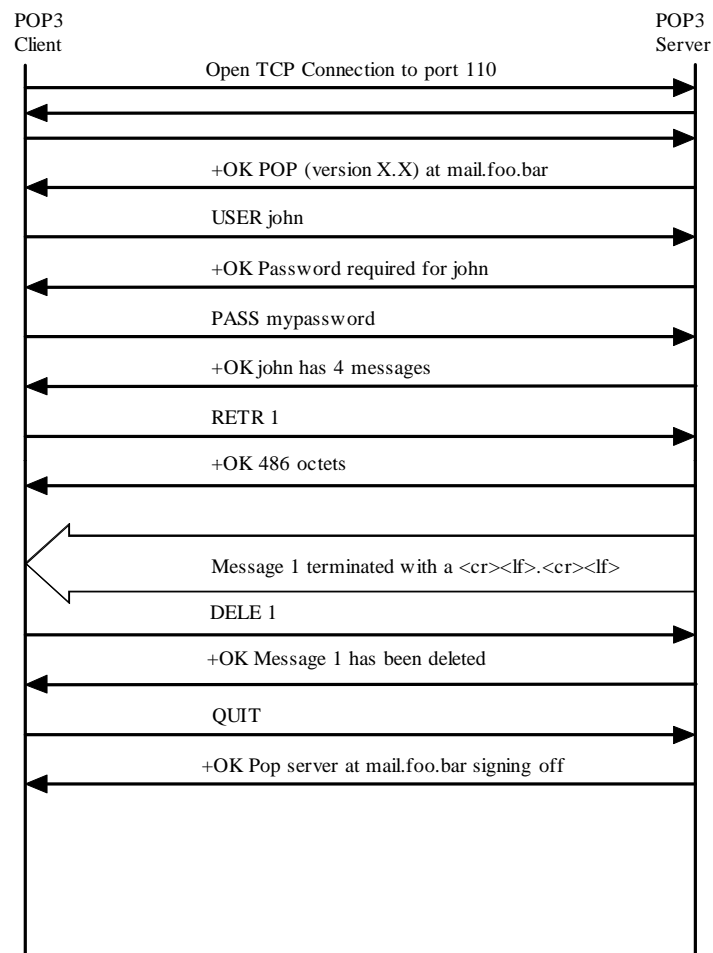 POP3
Client
POP3
Server
Open TCP Connection to port 110
+OK POP (version X.X) at mail.foo.bar
USER john
+OK Password required for john
PASS mypassword
+OK john has 4 messages
RETR 1
+OK 486 octets
Message 1 terminated with a <cr><lf>.<cr><lf>
DELE 1
+OK Message 1 has been deleted
QUIT
+OK Pop server at mail.foo.bar signing off